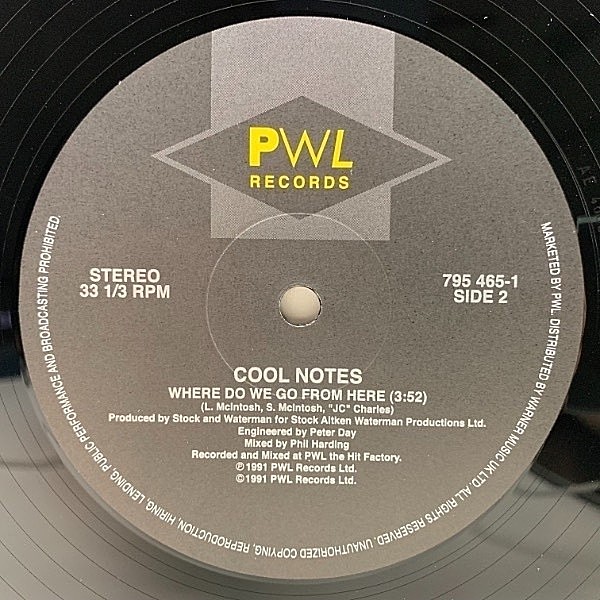 PWL
RECORDS
STEREO
33 1/3 RPM
795 465-1
SIDE 2
COOL NOTES
WHERE DO WE GO FROM HERE (3:52)
(L. McIntosh, S. McIntosh, "JC" Charles)
Produced by Stock and Waterman for Stock Aitken Waterman Productions Ltd.
Engineered by Peter Day
Mixed by Phil Harding
Recorded and Mixed at PWL the Hit Factory.
℗1991 PWL Records Ltd.
©1991 PWL Records Ltd.
MARKETED BY PWL. DISTRIBUTED BY WARNER MUSIC UK LTD. ALL RIGHTS RESERVED. UNAUTHORIZED COPYING, REPRODUCTION, HIRING, LENDING, PUBLIC PERFORMANCE AND BROADCASTING PROHIBITED.